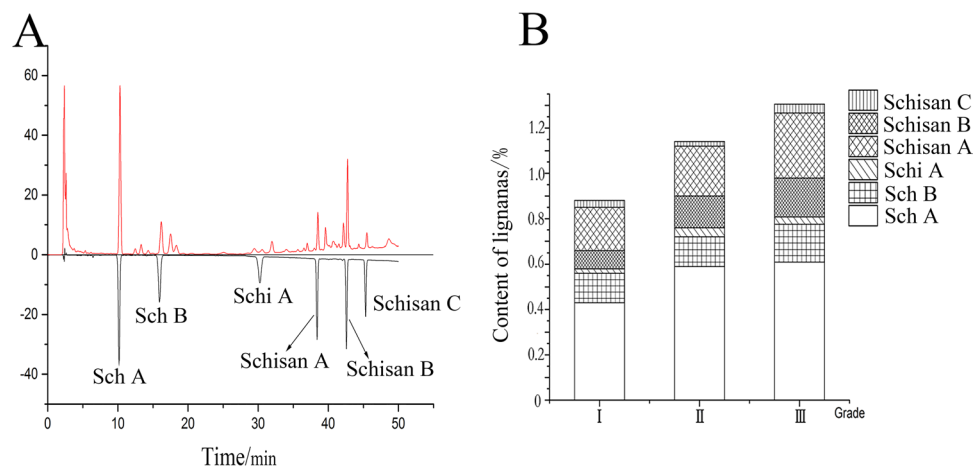 A
60
40
20
0
-20
-40
0
10
20
30
40
50
Time/min
Sch A
Sch B
Schi A
Schisan A
Schisan B
Schisan C
B
Content of lignanas/%
1.2
1.0
0.8
0.6
0.4
0.2
0
I
II
III
Grade
Schisan C
Schisan B
Schisan A
Schi A
Sch B
Sch A